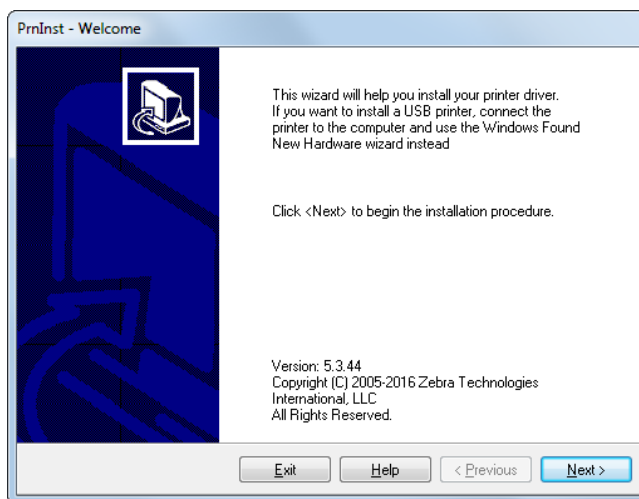 PrnInst - Welcome
This wizard will help you install your printer driver.
If you want to install a USB printer, connect the
printer to the computer and use the Windows Found
New Hardware wizard instead
Click <Next> to begin the installation procedure.
Version: 5.3.44
Copyright (C) 2005-2016 Zebra Technologies
International, LLC
All Rights Reserved.
Exit Help < Previous Next >